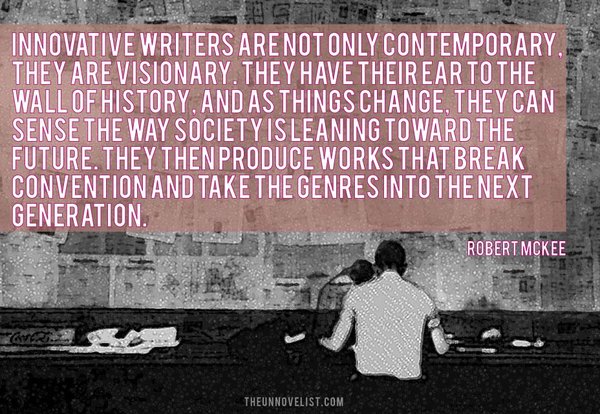 INNOVATIVE WRITERS ARE NOT ONLY CONTEMPORARY,
THEY ARE VISIONARY. THEY HAVE THEIR EAR TO THE
WALL OF HISTORY, AND AS THINGS CHANGE, THEY CAN
SENSE THE WAY SOCIETY IS LEANING TOWARD THE
FUTURE. THEY THEN PRODUCE WORKS THAT BREAK
CONVENTION AND TAKE THE GENRES INTO THE NEXT
GENERATION.
ROBERT MCKEE
THEUNNOVELIST.COM